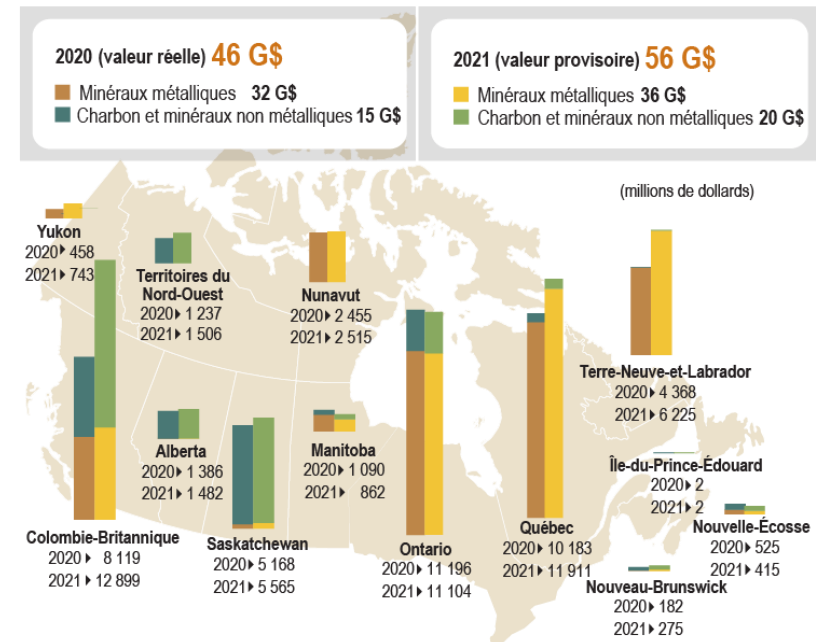 2020 (valeur réelle) 46 G$
Minéraux métalliques 32 G$
Charbon et minéraux non métalliques 15 G$
2021 (valeur provisoire) 56 G$
Minéraux métalliques 36 G$
Charbon et minéraux non métalliques 20 G$
(millions de dollards)
Yukon
2020 458
2021 743
Territoires du
Nord-Ouest
2020 1 237
2021 1 506
Nunavut
2020 2 455
2021 2 515
Terre-Neuve-et-Labrador
2020 4 368
2021 6 225
Alberta
2020 1 386
2021 1 482
Manitoba
2020 1 090
2021 862
Île-du-Prince-Édouard
2020 2
2021 2
Colombie-Britannique
2020 8 119
2021 12 899
Saskatchewan
2020 5 168
2021 5 565
Ontario
2020 11 196
2021 11 104
Québec
2020 10 183
2021 11 911
Nouvelle-Écosse
2020 525
2021 415
Nouveau-Brunswick
2020 182
2021 275